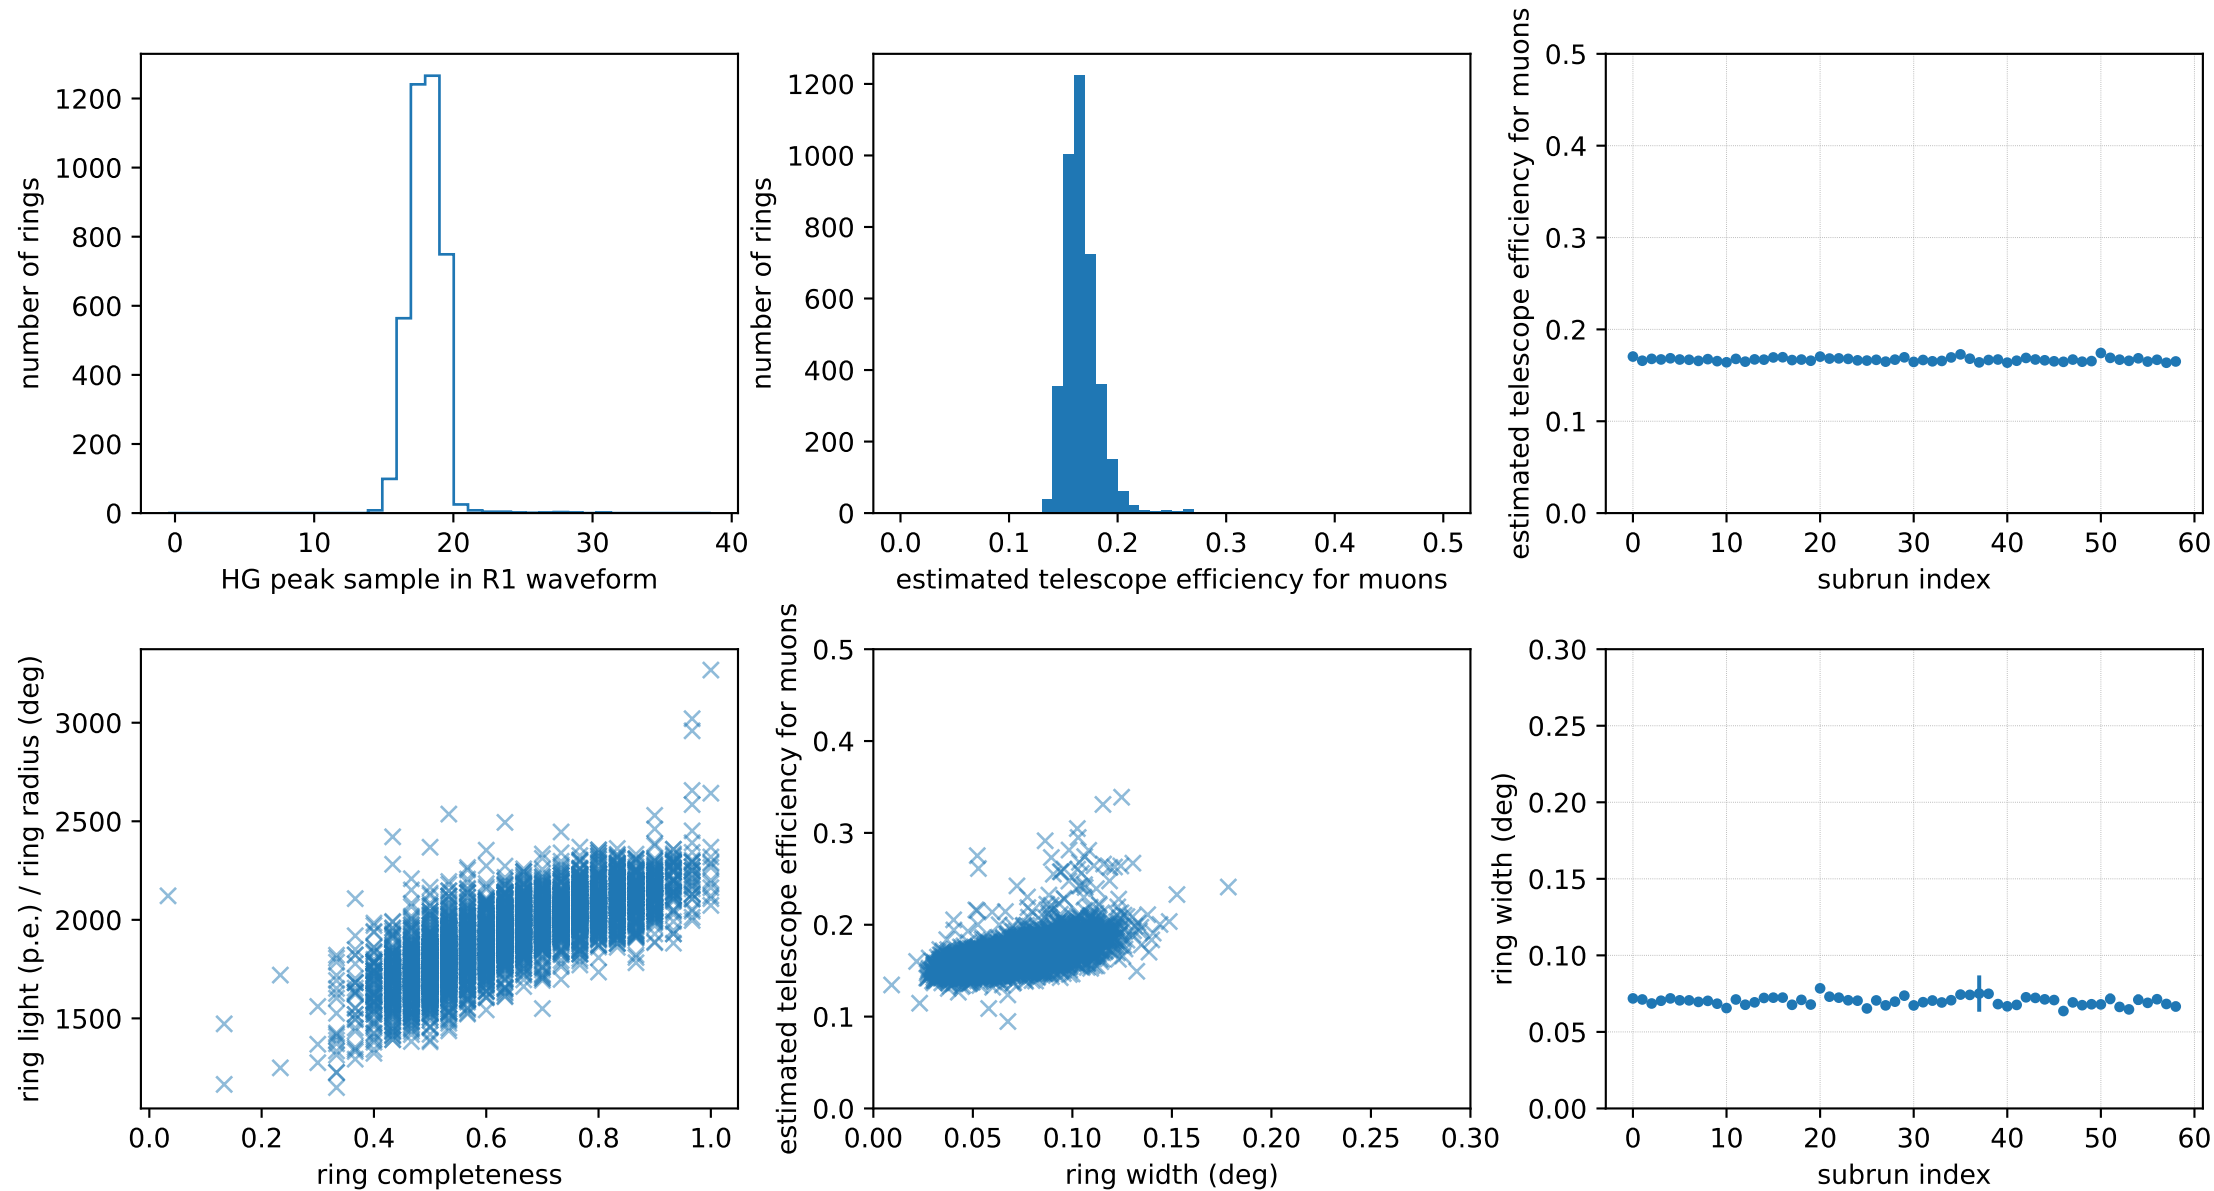 1200
1000
800
600
400
200
0
number of rings
0 10 20 30 40
HG peak sample in R1 waveform
1200
1000
800
600
400
200
0
number of rings
0.0 0.1 0.2 0.3 0.4 0.5
estimated telescope efficiency for muons
0.5
0.4
0.3
0.2
0.1
0.0
estimated telescope efficiency for muons
0 10 20 30 40 50 60
subrun index
3000
2500
2000
1500
ring light (p.e.) / ring radius (deg)
0.0 0.2 0.4 0.6 0.8 1.0
ring completeness
0.5
0.4
0.3
0.2
0.1
0.0
estimated telescope efficiency for muons
0.00 0.05 0.10 0.15 0.20 0.25 0.30
ring width (deg)
0.30
0.25
0.20
0.15
0.10
0.05
0.00
ring width (deg)
0 10 20 30 40 50 60
subrun index